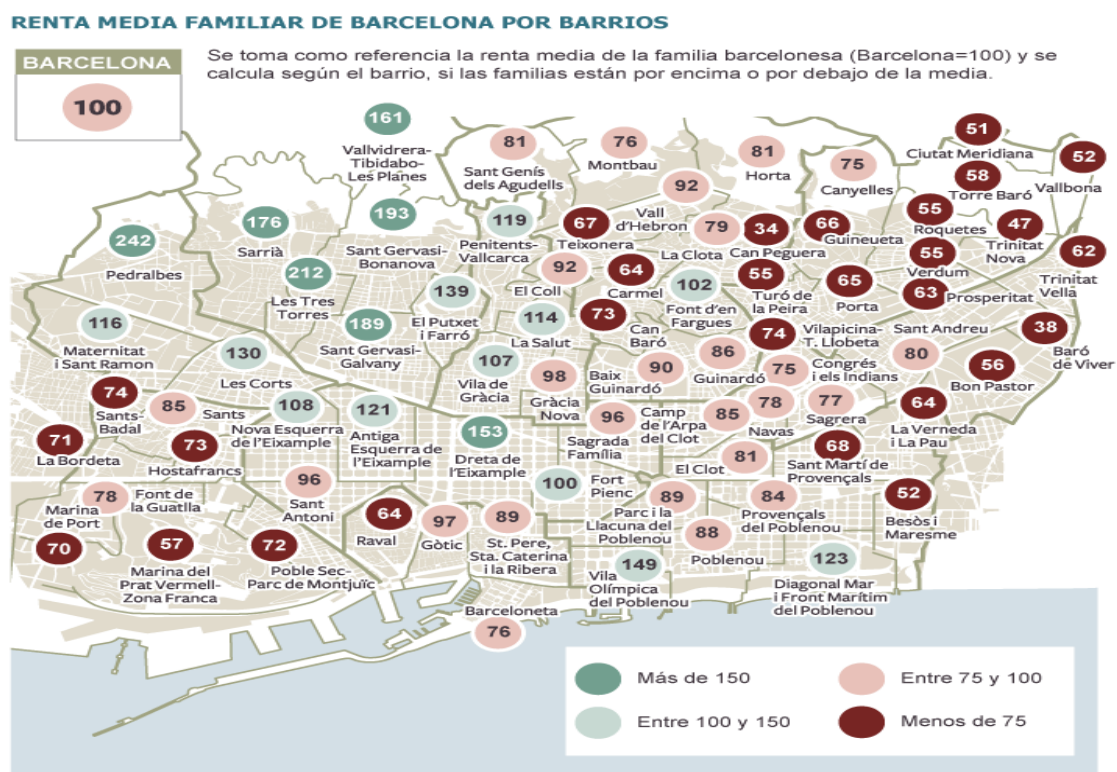 RENTA MEDIA FAMILIAR DE BARCELONA POR BARRIOS
BARCELONA
100
Se toma como referencia la renta media de la familia barcelonesa (Barcelona=100) y se
calcula según el barrio, si las familias están por encima o por debajo de la media.
161
Vallvidrera-
Tibidabo-
Les Planes
81
Sant Genís
dels Agudells
76
Montbau
81
Horta
75
Canyelles
51
Ciutat Meridiana
58
Torre Baró
52
Vallbona
242
Pedralbes
176
Sarrià
193
Sant Gervasi-
Bonanova
119
Penitents-
Vallcarca
67
Teixonera
92
Vall
d'Hebron
79
La Clota
34
Can Peguera
66
Guineueta
55
Roquetes
47
Trinitat
Nova
62
Trinitat
Vella
212
Les Tres
Torres
139
El Putxet
i Farró
92
El Coll
64
Carmel
102
Font d'en
Fargues
55
Turó de
la Peira
65
Porta
55
Verdum
63
Prosperitat
116
Maternitat
i Sant Ramon
130
Les Corts
189
Sant Gervasi-
Galvany
114
La Salut
73
Can
Baró
74
Vilapicina-
T. Llobeta
Sant Andreu
80
38
Baró
de Viver
107
Vila de
Gràcia
98
Gràcia
Nova
90
Baix
Guinardó
86
Guinardó
75
Congrés
i els Indians
56
Bon Pastor
74
Sants-
Badal
85
Sants
108
Nova Esquerra
de l'Eixample
121
Antiga
Esquerra de
l'Eixample
153
Dreta de
l'Eixample
96
Sagrada
Família
Camp
de l'Arpa
del Clot
85
78
Navas
77
Sagrera
64
La Verneda
i La Pau
71
La Bordeta
73
Hostafrancs
81
El Clot
68
Sant Martí de
Provençals
78
Marina
de Port
Font de
la Guatlla
96
Sant
Antoni
100
Fort
Pienc
89
Parc i la
Llacuna del
Poblenou
84
Provençals
del Poblenou
52
Besòs i
Maresme
70
57
Marina del
Prat Vermell-
Zona Franca
72
Poble Sec-
Parc de Montjuïc
64
Raval
97
Gòtic
89
St. Pere,
Sta. Caterina
i la Ribera
88
Poblenou
149
Vila
Olímpica
del Poblenou
123
Diagonal Mar
i Front Marítim
del Poblenou
Barceloneta
76
Más de 150
Entre 75 y 100
Entre 100 y 150
Menos de 75